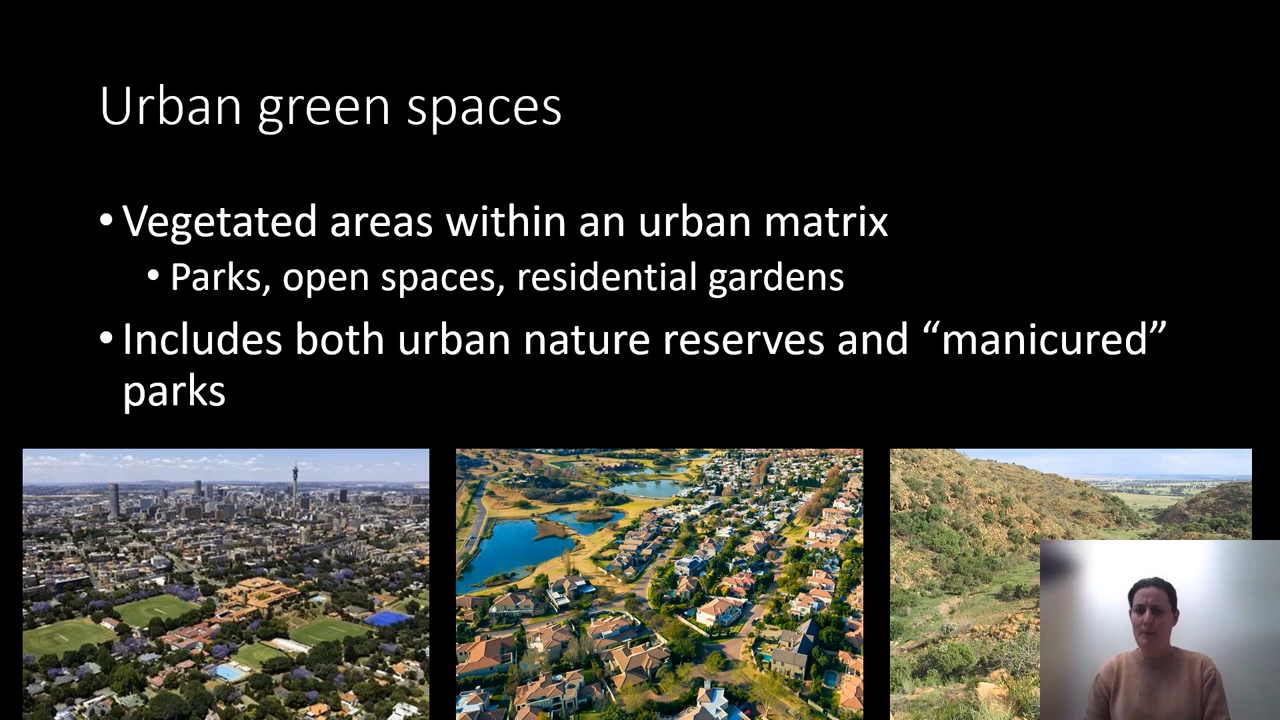 Urban green spaces
• Vegetated areas within an urban matrix
• Parks, open spaces, residential gardens
• Includes both urban nature reserves and “manicured”
parks